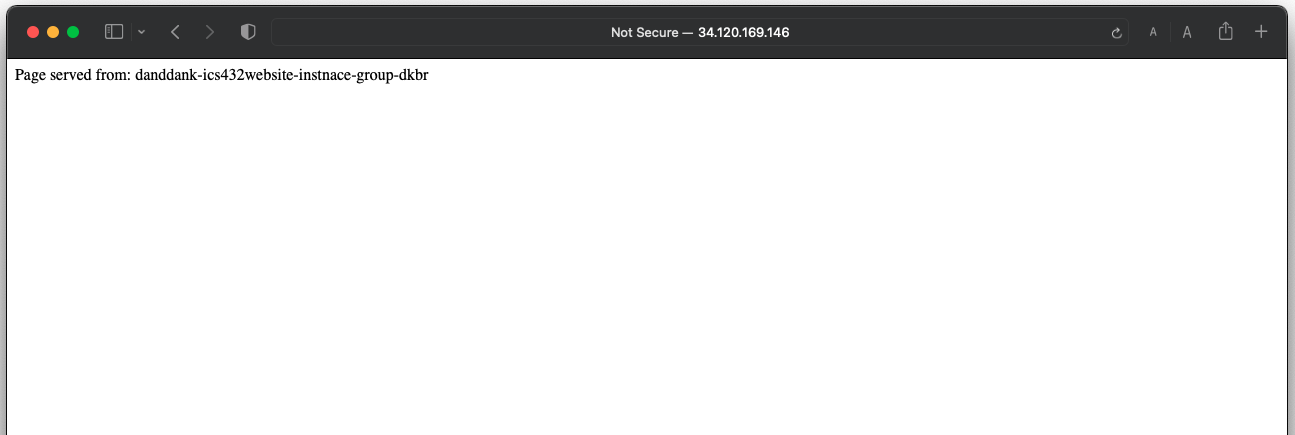 Not Secure — 34.120.169.146
A A
Page served from: danddank-ics432website-instnace-group-dkbr